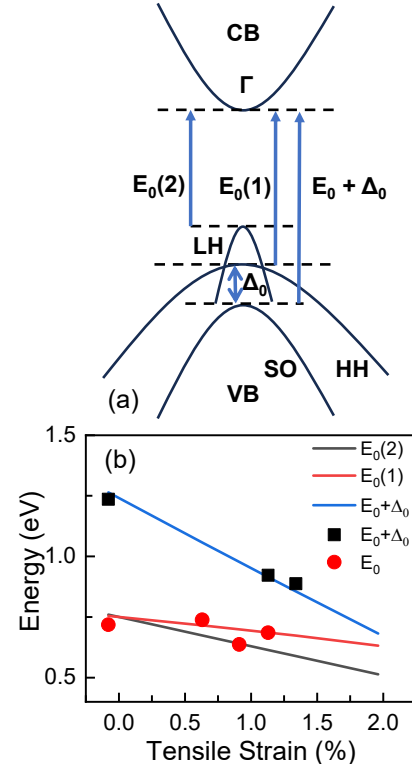 CB
Γ
E₀(2) E₀(1) E₀ + Δ₀
LH
Δ₀
SO HH
(a) VB
(b)
E₀(2)
E₀(1)
E₀+Δ₀
E₀+Δ₀
E₀
1.5
1.0
0.5
Energy (eV)
0.0 0.5 1.0 1.5 2.0
Tensile Strain (%)